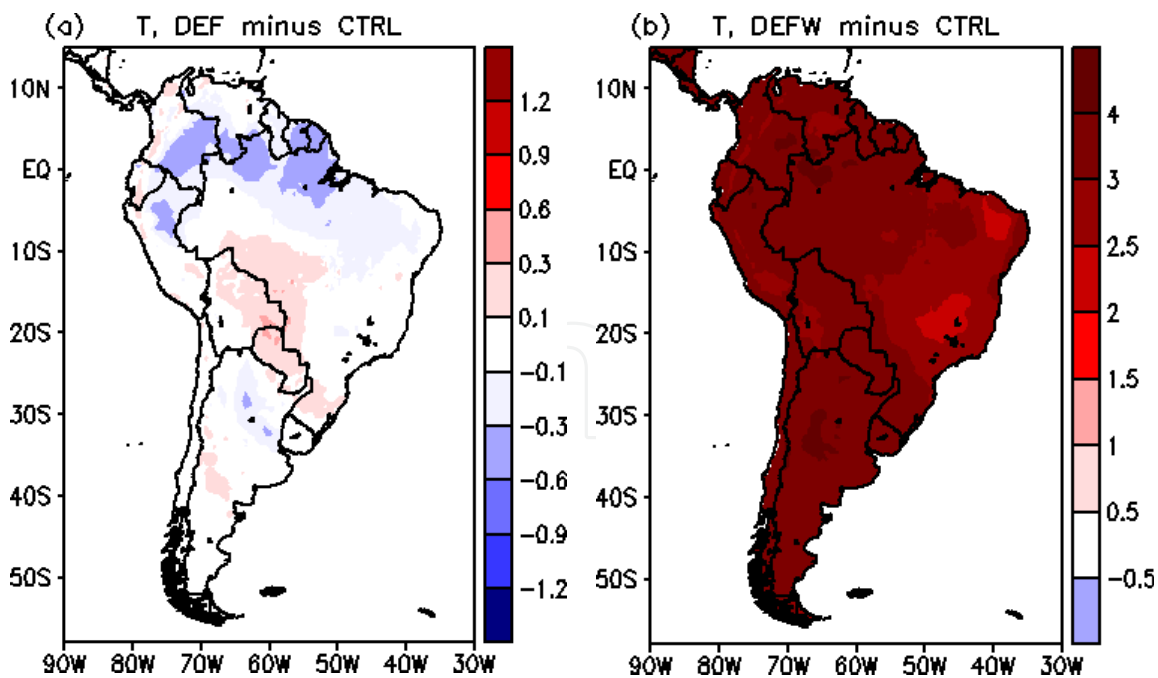 (a) T, DEF minus CTRL
10N
EQ
10S
20S
30S
40S
50S
90W 80W 70W 60W 50W 40W 30W
1.2
0.9
0.6
0.3
0.1
−0.1
−0.3
−0.6
−0.9
−1.2
(b) T, DEFW minus CTRL
10N
EQ
10S
20S
30S
40S
50S
90W 80W 70W 60W 50W 40W 30W
4
3
2.5
2
1.5
1
0.5
−0.5